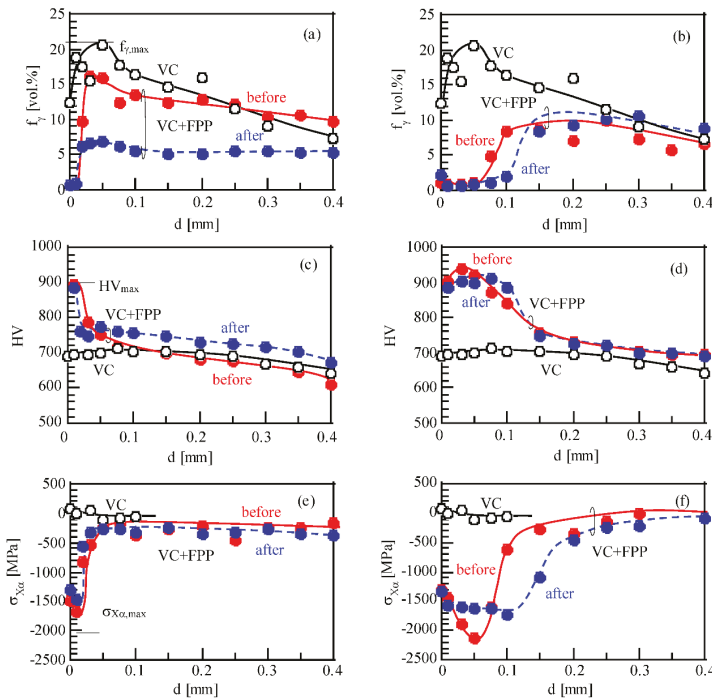 (a)
fγ,max
VC
before
VC+FPP
after
fγ [vol.%]
25
20
15
10
5
0
0
0.1
0.2
0.3
0.4
d [mm]
(b)
VC
VC+FPP
before
after
fγ [vol.%]
25
20
15
10
5
0
0
0.1
0.2
0.3
0.4
d [mm]
(c)
HVmax
VC+FPP
after
VC
before
HV
1000
900
800
700
600
500
0
0.1
0.2
0.3
0.4
d [mm]
(d)
before
after
VC+FPP
VC
HV
1000
900
800
700
600
500
0
0.1
0.2
0.3
0.4
d [mm]
(e)
VC
before
VC+FPP
after
σXα,max
σXα [MPa]
500
0
-500
-1000
-1500
-2000
-2500
0
0.1
0.2
0.3
0.4
d [mm]
(f)
VC
VC+FPP
before
after
σXα [MPa]
500
0
-500
-1000
-1500
-2000
-2500
0
0.1
0.2
0.3
0.4
d [mm]